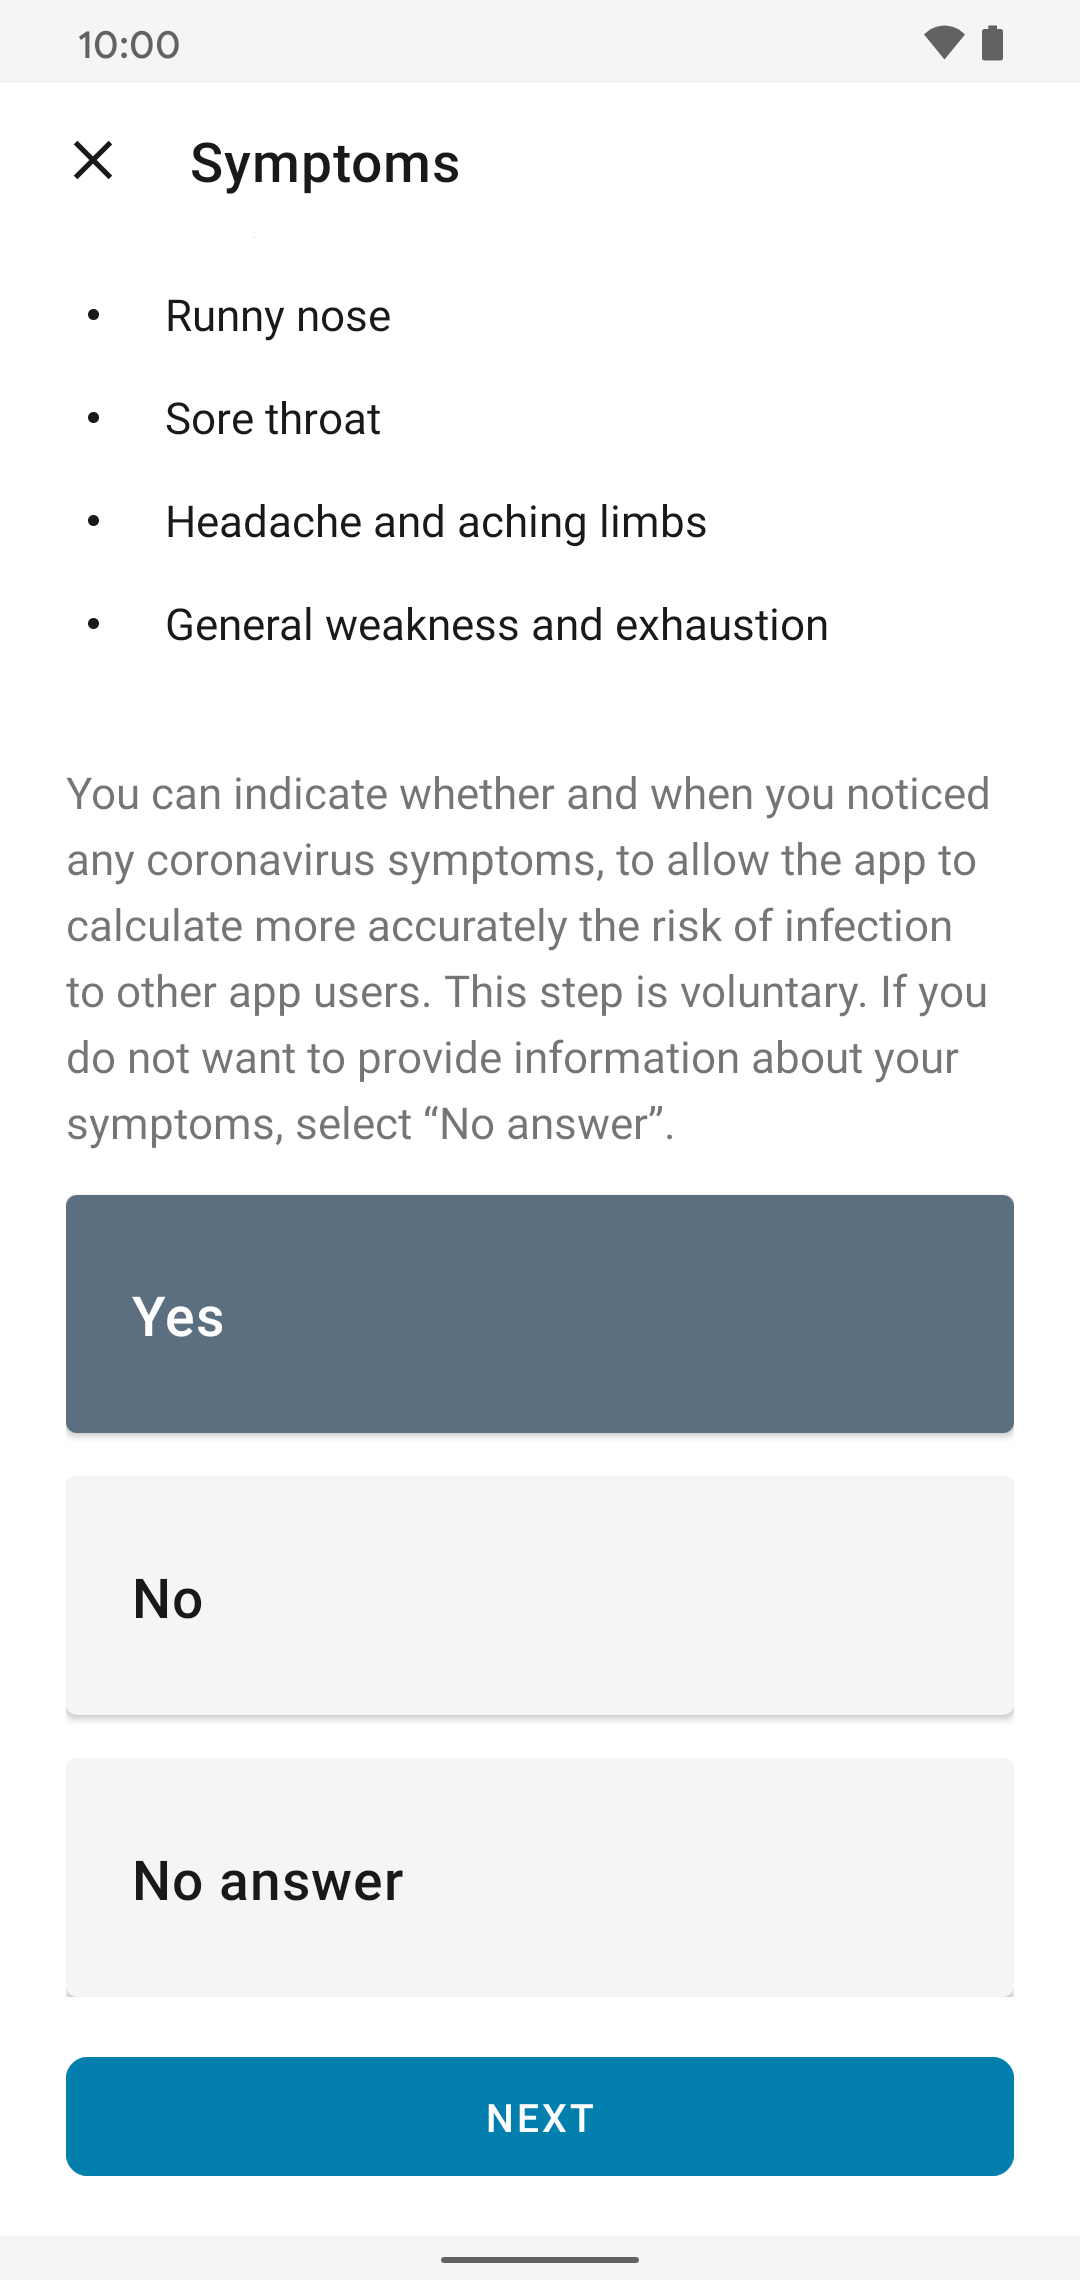 10:00
Symptoms
• Runny nose
• Sore throat
• Headache and aching limbs
• General weakness and exhaustion
You can indicate whether and when you noticed
any coronavirus symptoms, to allow the app to
calculate more accurately the risk of infection
to other app users. This step is voluntary. If you
do not want to provide information about your
symptoms, select “No answer”.
Yes
No
No answer
NEXT